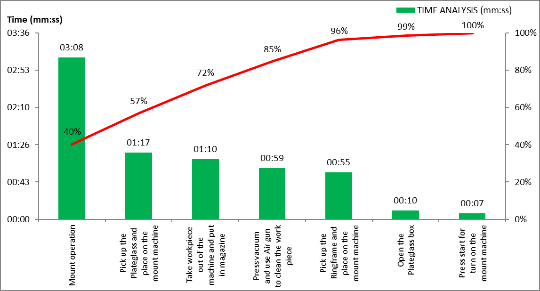 Time (mm:ss)
TIME ANALYSIS (mm:ss)
03:36
02:53
02:10
01:26
00:43
00:00
03:08
01:17
01:10
00:59
00:55
00:10
00:07
40%
57%
72%
85%
96%
99%
100%
100%
80%
60%
40%
20%
0%
Mount operation
Pick up the
Plateglass and
place on the
mount machine
Take workpiece
out of the
machine and put
in magazine
Press vacuum
and use Air gun
to clean the work
piece
Pick up the
Ringframe and
place on the
mount machine
Open the
Plateglass box
Press start for
turn on the
mount machine